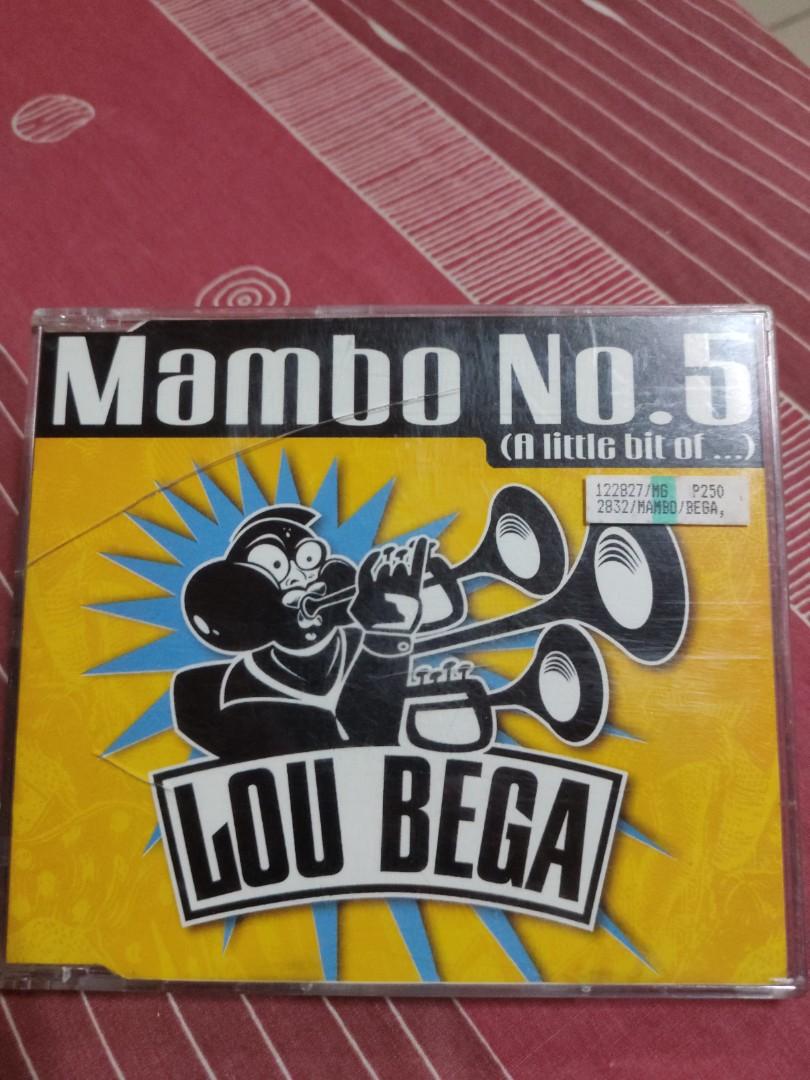 Mambo No.5
(A little bit of ...)
122827/MG P250
2832/MAMBO/BEGA,
LOU BEGA